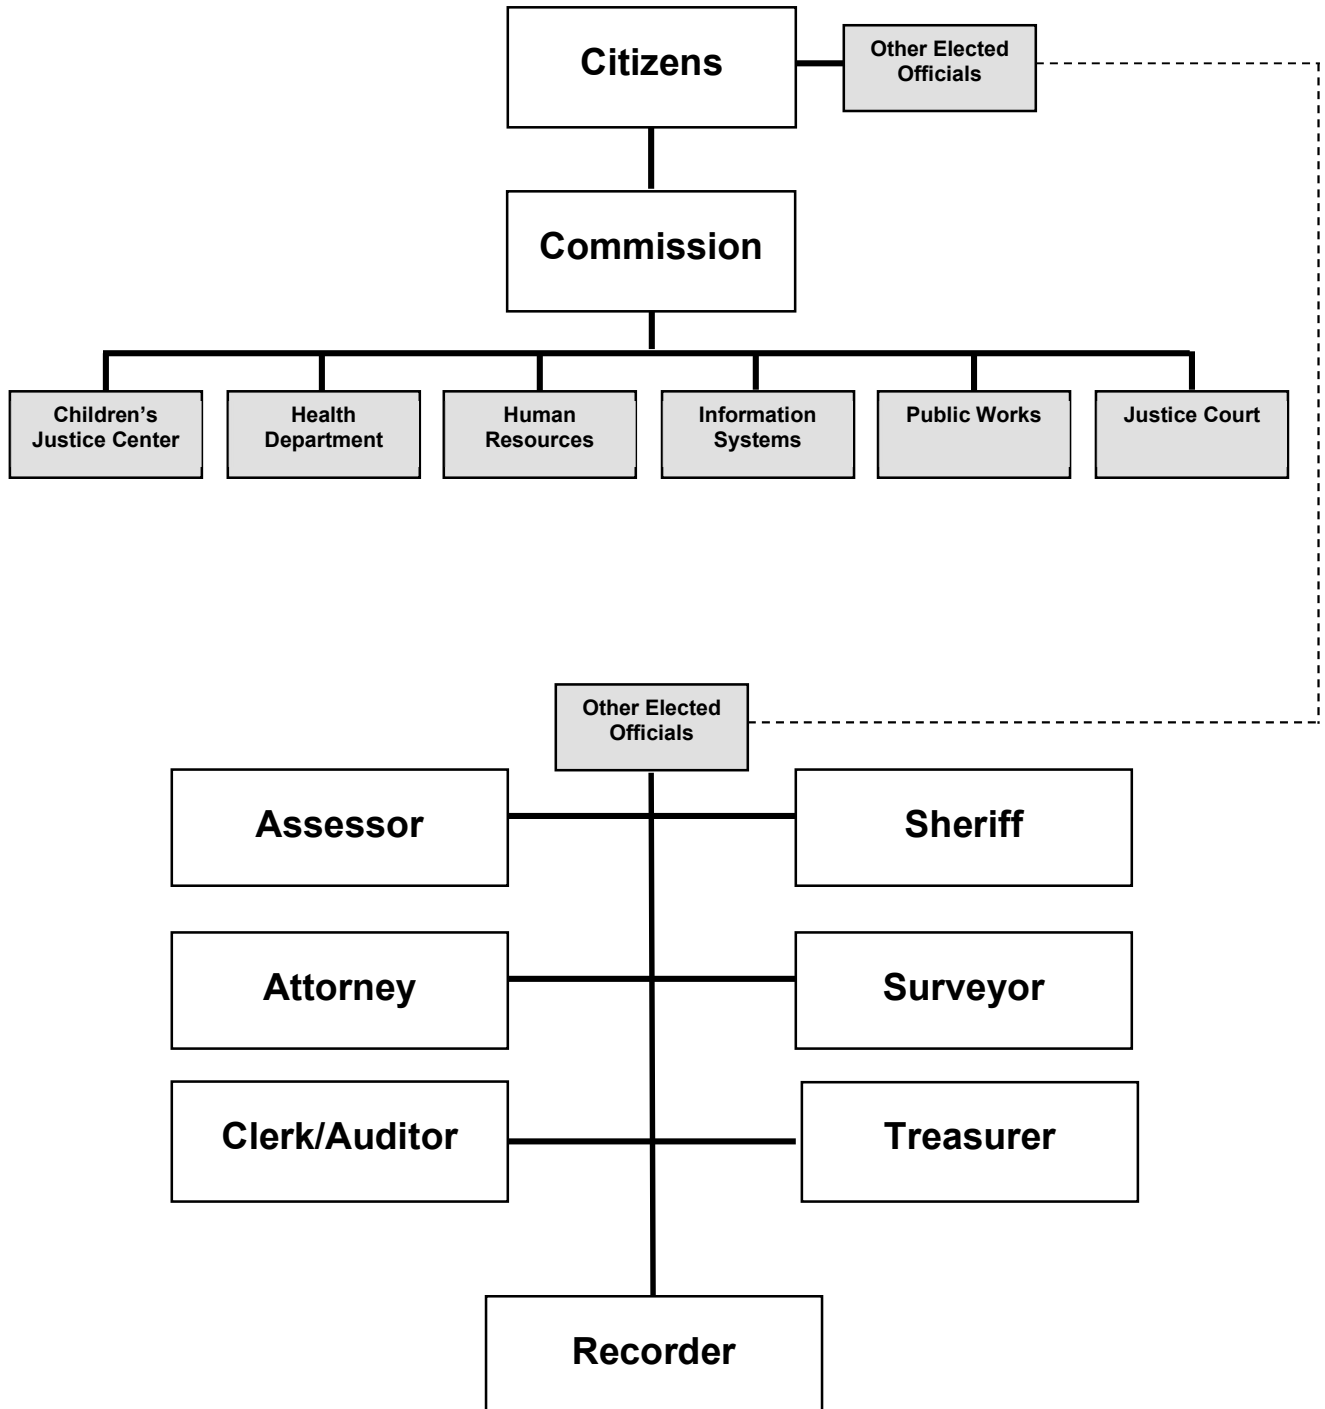 Citizens
Other Elected
Officials
Commission
Children's
Justice Center
Health
Department
Human
Resources
Information
Systems
Public Works
Justice Court
Other Elected
Officials
Assessor
Sheriff
Attorney
Surveyor
Clerk/Auditor
Treasurer
Recorder